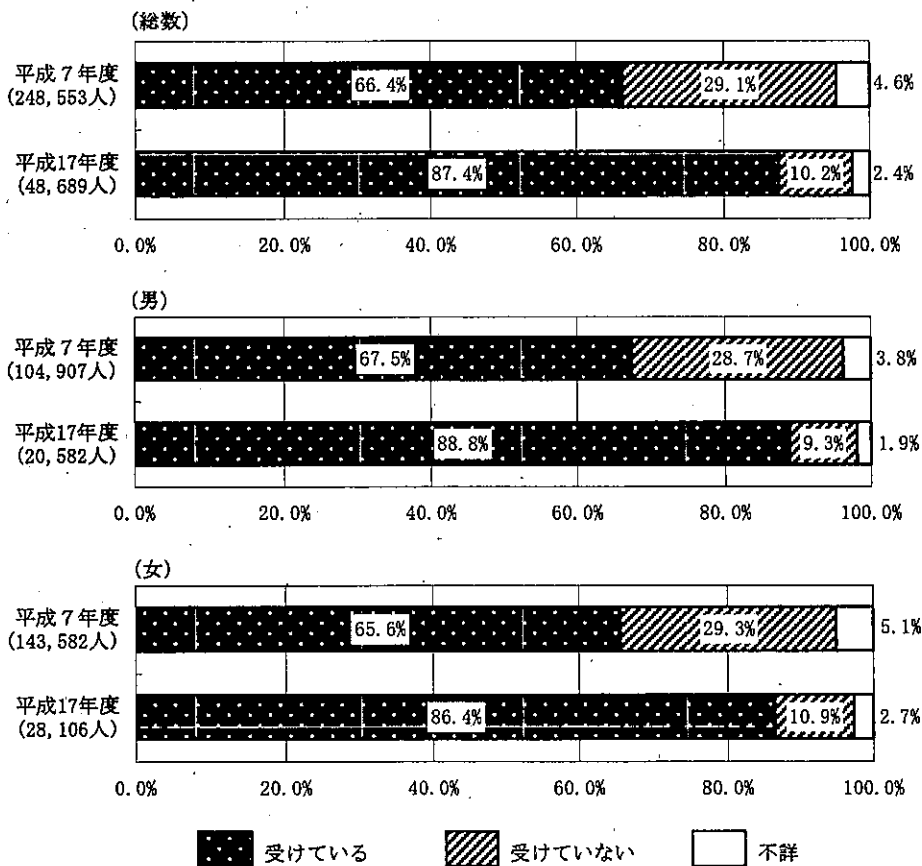 (総数)
平成７年度
(248,553人)
66.4%
29.1%
4.6%
平成17年度
(48,689人)
87.4%
10.2%
2.4%
0.0%
20.0%
40.0%
60.0%
80.0%
100.0%
(男)
平成７年度
(104,907人)
67.5%
28.7%
3.8%
平成17年度
(20,582人)
88.8%
9.3%
1.9%
0.0%
20.0%
40.0%
60.0%
80.0%
100.0%
(女)
平成７年度
(143,582人)
65.6%
29.3%
5.1%
平成17年度
(28,106人)
86.4%
10.9%
2.7%
0.0%
20.0%
40.0%
60.0%
80.0%
100.0%
受けている
受けていない
不詳